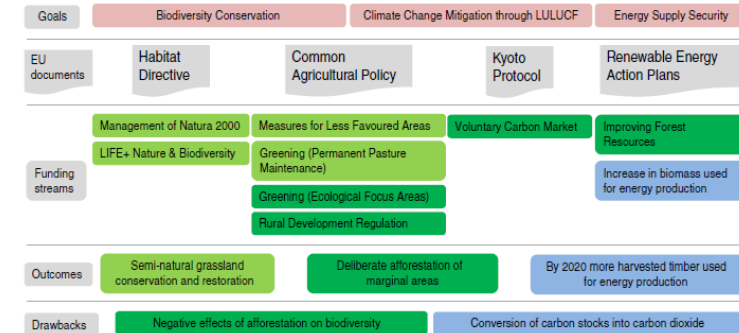 Goals
Biodiversity Conservation
Climate Change Mitigation through LULUCF
Energy Supply Security
EU
documents
Habitat
Directive
Common
Agricultural Policy
Kyoto
Protocol
Renewable Energy
Action Plans
Funding
streams
Management of Natura 2000
Measures for Less Favoured Areas
Voluntary Carbon Market
Improving Forest
Resources
LIFE+ Nature & Biodiversity
Greening (Permanent Pasture
Maintenance)
Increase in biomass used
for energy production
Greening (Ecological Focus Areas)
Rural Development Regulation
Outcomes
Semi-natural grassland
conservation and restoration
Deliberate afforestation of
marginal areas
By 2020 more harvested timber used
for energy production
Drawbacks
Negative effects of afforestation on biodiversity
Conversion of carbon stocks into carbon dioxide